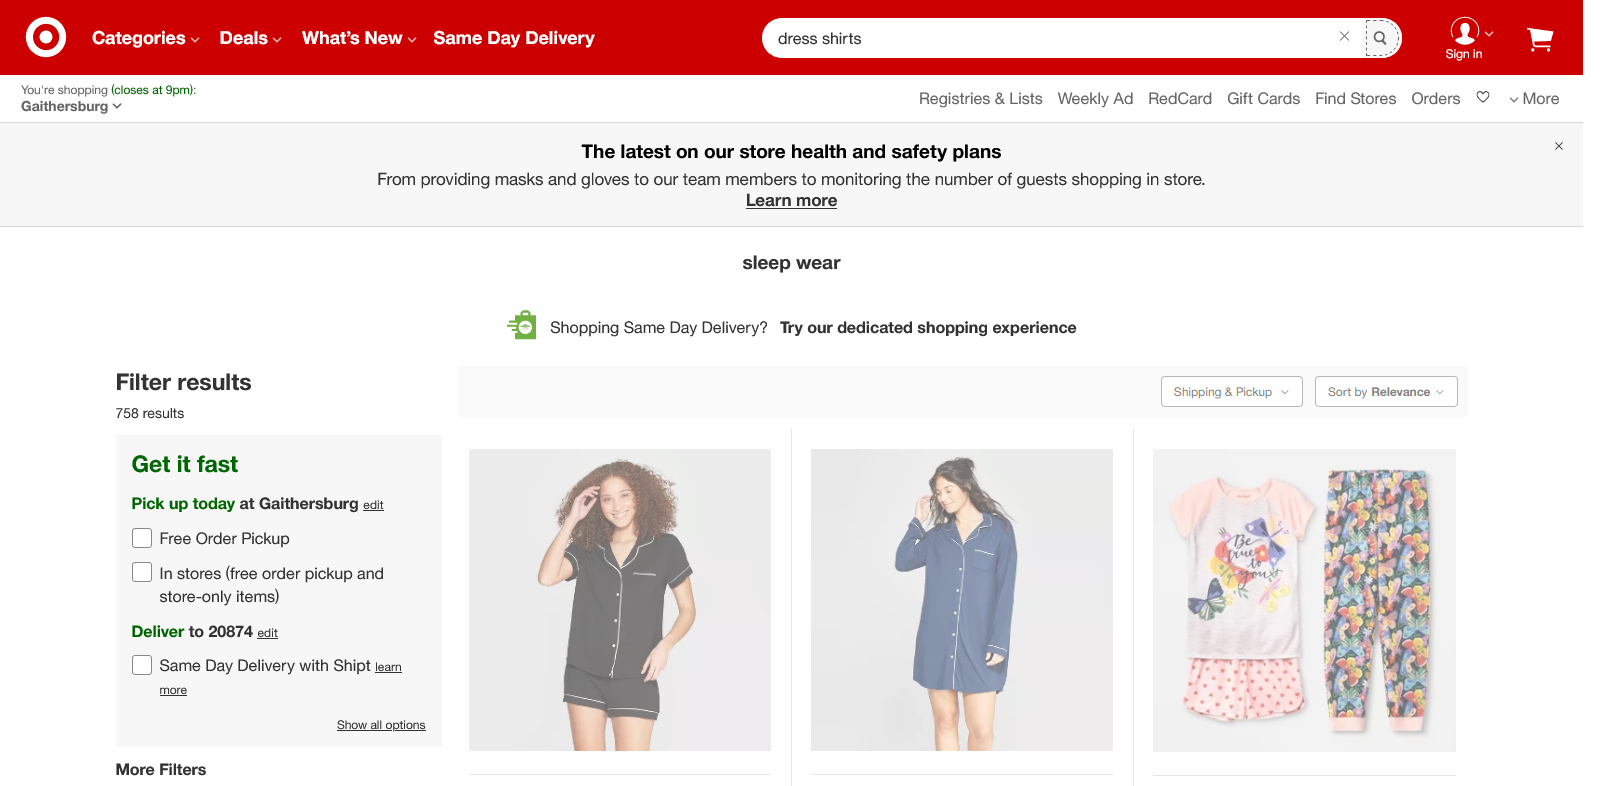 Categories Deals What's New Same Day Delivery dress shirts Sign in
You're shopping (closes at 9pm):
Gaithersburg
Registries & Lists Weekly Ad RedCard Gift Cards Find Stores Orders More
The latest on our store health and safety plans
From providing masks and gloves to our team members to monitoring the number of guests shopping in store.
Learn more
sleep wear
Shopping Same Day Delivery? Try our dedicated shopping experience
Filter results
758 results
Shipping & Pickup Sort by Relevance
Get it fast
Pick up today at Gaithersburg edit
Free Order Pickup
In stores (free order pickup and
store-only items)
Deliver to 20874 edit
Same Day Delivery with Shipt learn
more
Show all options
More Filters
Be
true to
you